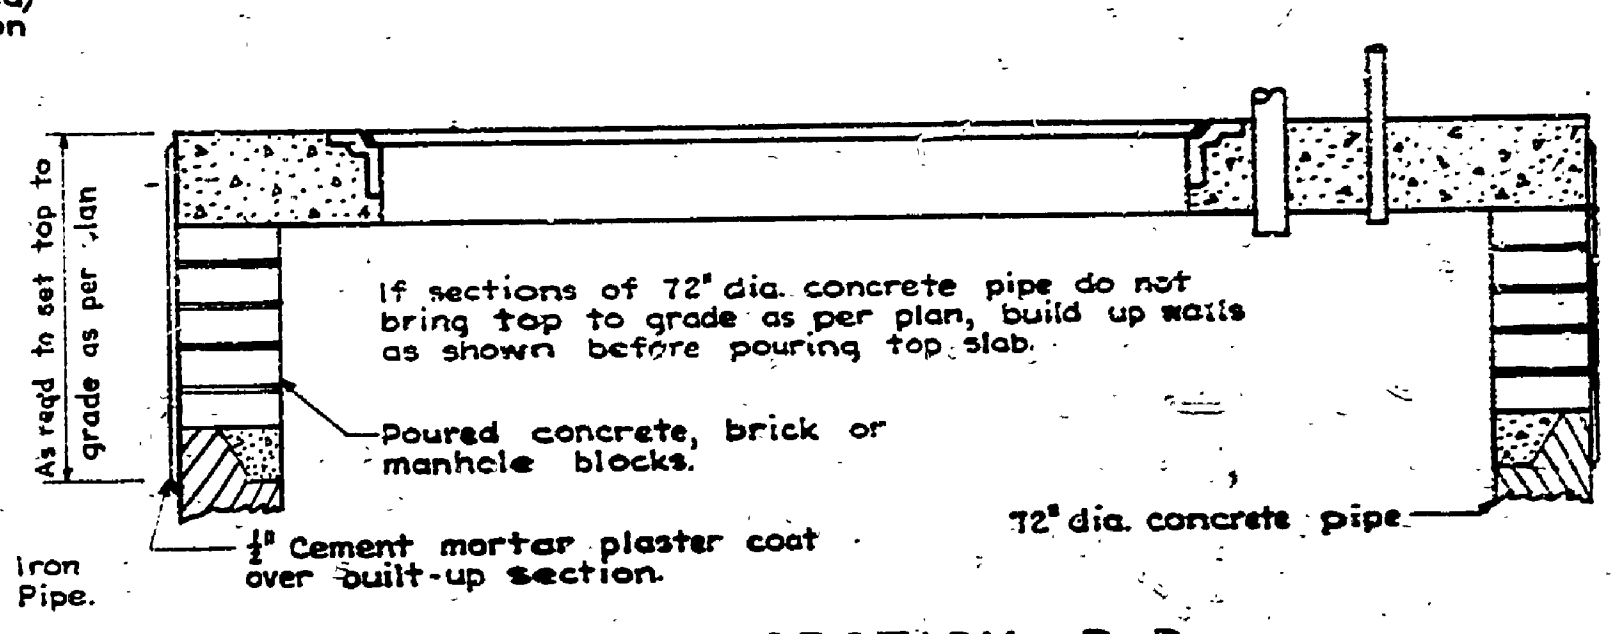 on
As req'd to set top to
grade as per plan
If sections of 72" dia. concrete pipe do not
bring top to grade as per plan, build up walls
as shown before pouring top slab.
Poured concrete, brick or
manhole blocks.
72" dia. concrete pipe
½" Cement mortar plaster coat
over built-up section.
Iron
Pipe.